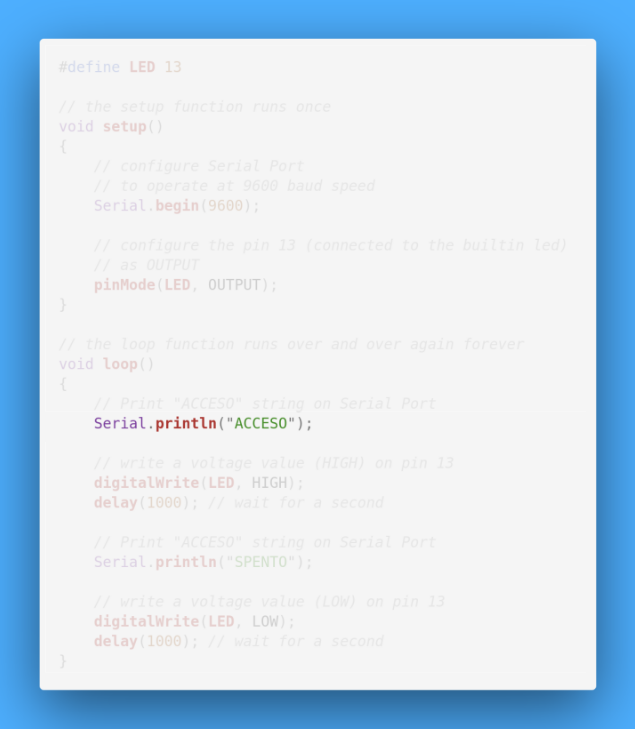 #define LED 13
// the setup function runs once
void setup()
{
// configure Serial Port
// to operate at 9600 baud speed
Serial.begin(9600);
// configure the pin 13 (connected to the builtin led)
// as OUTPUT
pinMode(LED, OUTPUT);
}
// the loop function runs over and over again forever
void loop()
{
// Print "ACCESO" string on Serial Port
Serial.println("ACCESO");
// write a voltage value (HIGH) on pin 13
digitalWrite(LED, HIGH);
delay(1000); // wait for a second
// Print "ACCESO" string on Serial Port
Serial.println("SPENTO");
// write a voltage value (LOW) on pin 13
digitalWrite(LED, LOW);
delay(1000); // wait for a second
}